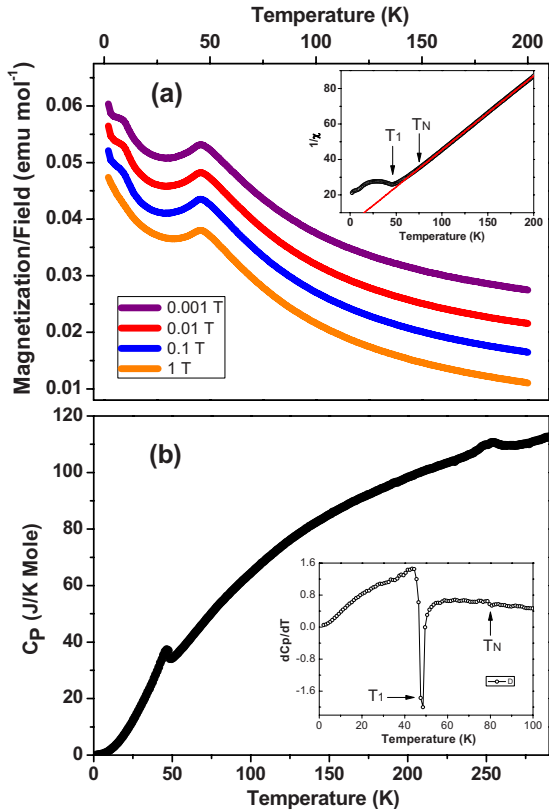 Temperature (K)
0 50 100 150 200
(a)
Magnetization/Field (emu mol⁻¹)
0.06
0.05
0.04
0.03
0.02
0.01
0.001 T
0.01 T
0.1 T
1 T
1/χ
80
60
40
20
T1 TN
0 50 100 150 200
Temperature (K)
(b)
CP (J/K Mole)
120
100
80
60
40
20
0
dCp/dT
1.6
0.8
0.0
-0.8
-1.6
TN
T1
D
0 20 40 60 80 100
Temperature (K)
0 50 100 150 200 250
Temperature (K)